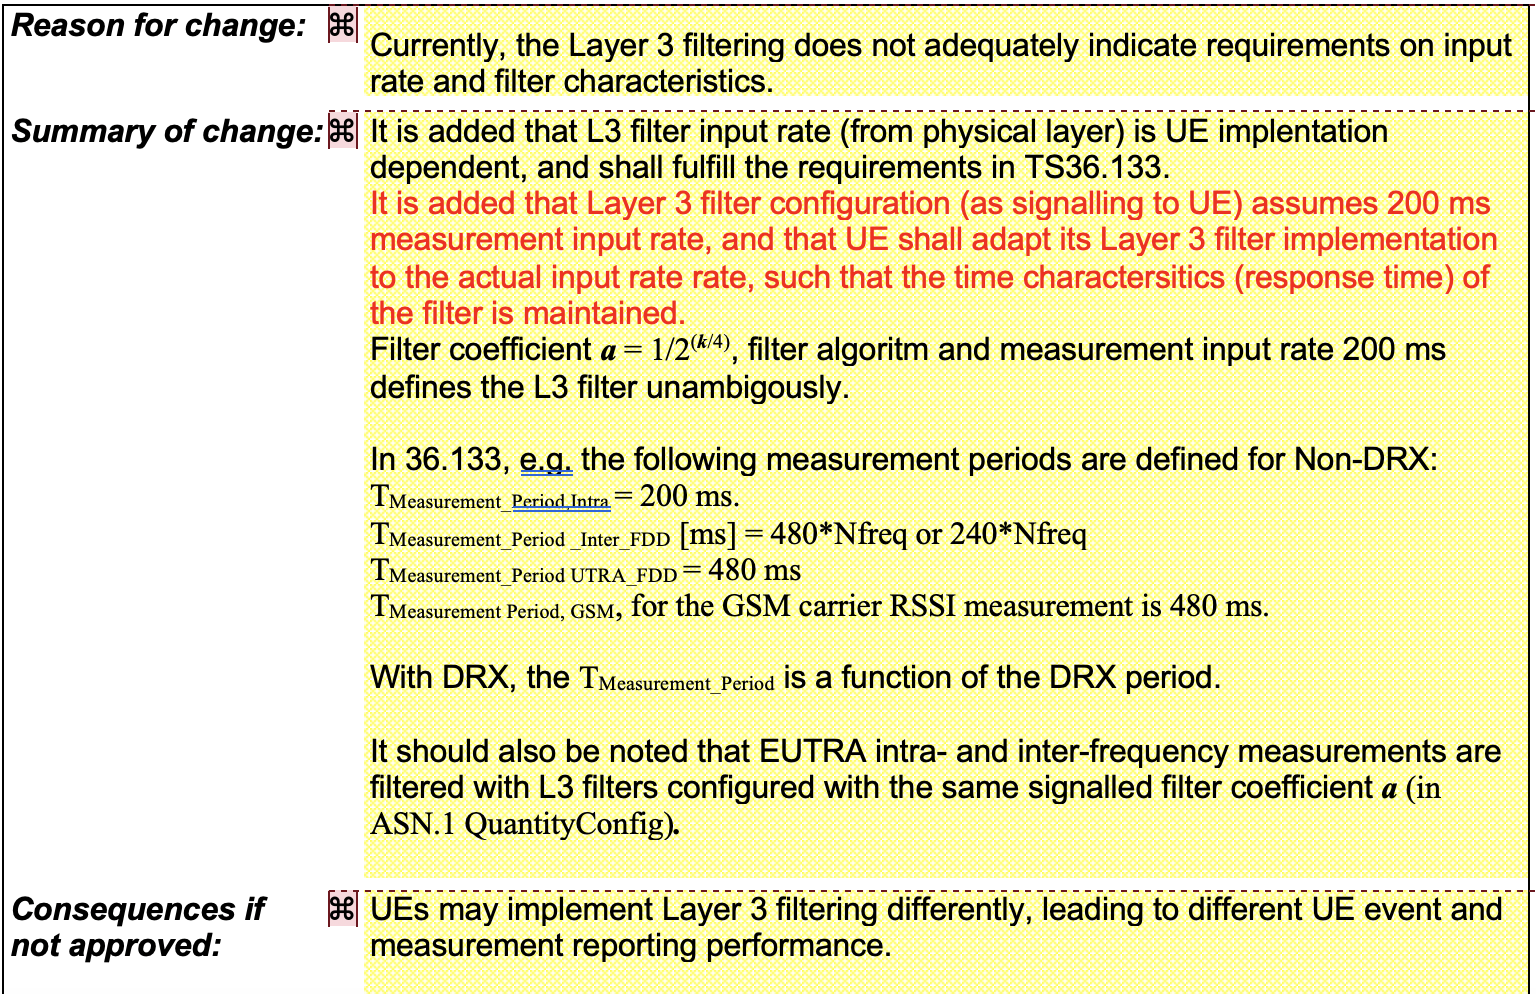 Reason for change: ⌘ Currently, the Layer 3 filtering does not adequately indicate requirements on input
rate and filter characteristics.
Summary of change: ⌘ It is added that L3 filter input rate (from physical layer) is UE implentation
dependent, and shall fulfill the requirements in TS36.133.
It is added that Layer 3 filter configuration (as signalling to UE) assumes 200 ms
measurement input rate, and that UE shall adapt its Layer 3 filter implementation
to the actual input rate rate, such that the time charactersitics (response time) of
the filter is maintained.
Filter coefficient a = 1/2^(k/4), filter algoritm and measurement input rate 200 ms
defines the L3 filter unambigously.
In 36.133, e.g. the following measurement periods are defined for Non-DRX:
TMeasurement_Period,Intra = 200 ms.
TMeasurement_Period _Inter_FDD [ms] = 480*Nfreq or 240*Nfreq
TMeasurement_Period UTRA_FDD = 480 ms
TMeasurement Period, GSM, for the GSM carrier RSSI measurement is 480 ms.
With DRX, the TMeasurement_Period is a function of the DRX period.
It should also be noted that EUTRA intra- and inter-frequency measurements are
filtered with L3 filters configured with the same signalled filter coefficient a (in
ASN.1 QuantityConfig).
Consequences if ⌘ UEs may implement Layer 3 filtering differently, leading to different UE event and
not approved: measurement reporting performance.